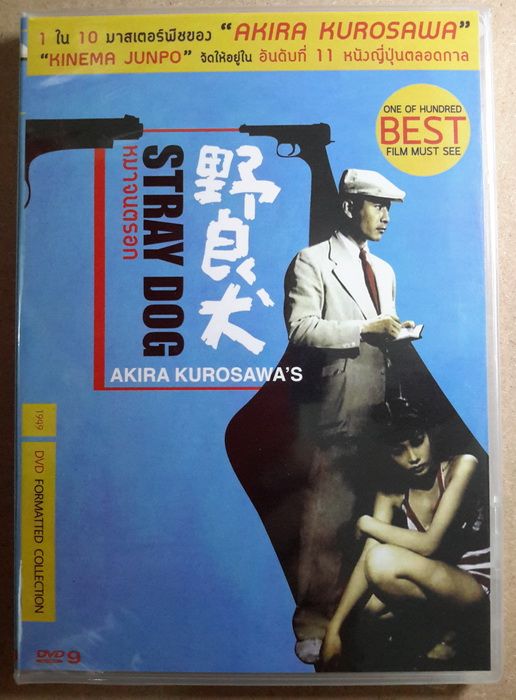 1 ใน 10 มาสเตอร์พีซของ “AKIRA KUROSAWA”
“KINEMA JUNPO” จัดให้อยู่ใน อันดับที่ 11 หนังญี่ปุ่นตลอดกาล
ONE OF HUNDRED
BEST
FILM MUST SEE
野良犬
STRAY DOG
หมาจนตรอก
AKIRA KUROSAWA'S
1949
DVD FORMATTED COLLECTION
DVD 9